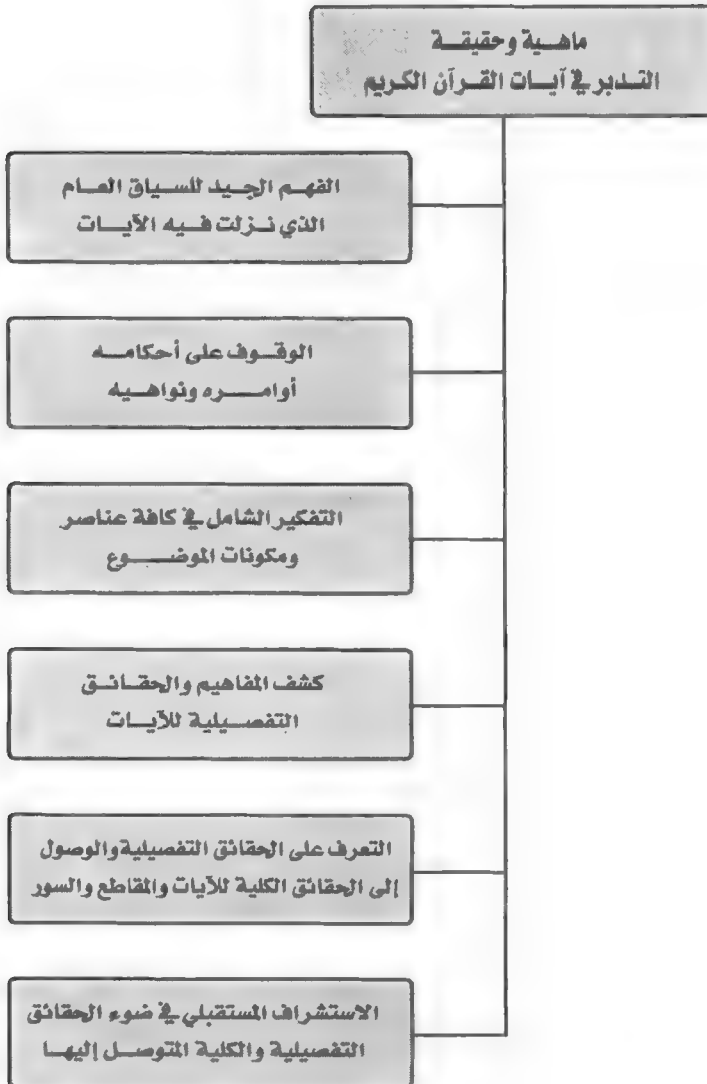 ماهية وحقيقة
التدبر في آيات القرآن الكريم
الفهم الجيد للسياق العام
الذي نزلت فيه الآيات
الوقوف على أحكامه
أوامره ونواهيه
التفكير الشامل في كافة عناصر
ومكونات الموضوع
كشف المفاهيم والحقائق
التفصيلية للآيات
التعرف على الحقائق التفصيلية والوصول
إلى الحقائق الكلية للآيات والمقاطع والسور
الاستشراف المستقبلي في ضوء الحقائق
التفصيلية والكلية المتوصل إليها